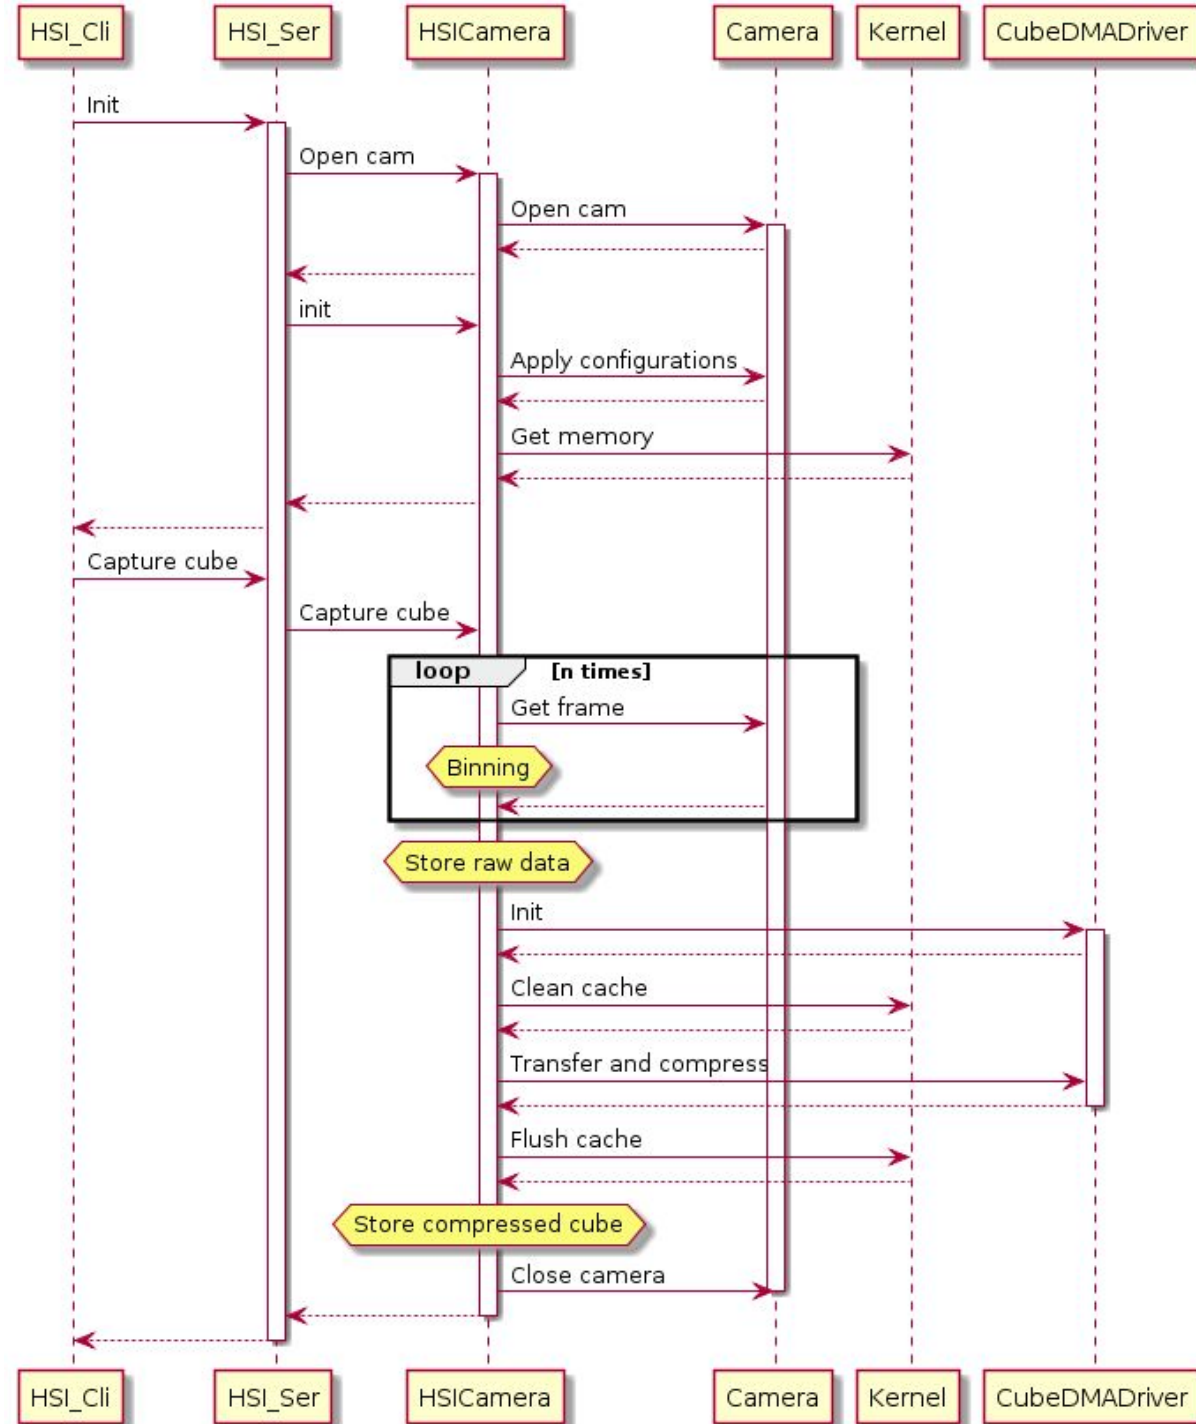 HSI_Cli HSI_Ser HSICamera Camera Kernel CubeDMADriver
Init
Open cam
Open cam
init
Apply configurations
Get memory
Capture cube
Capture cube
loop [n times]
Get frame
Binning
Store raw data
Init
Clean cache
Transfer and compress
Flush cache
Store compressed cube
Close camera
HSI_Cli HSI_Ser HSICamera Camera Kernel CubeDMADriver